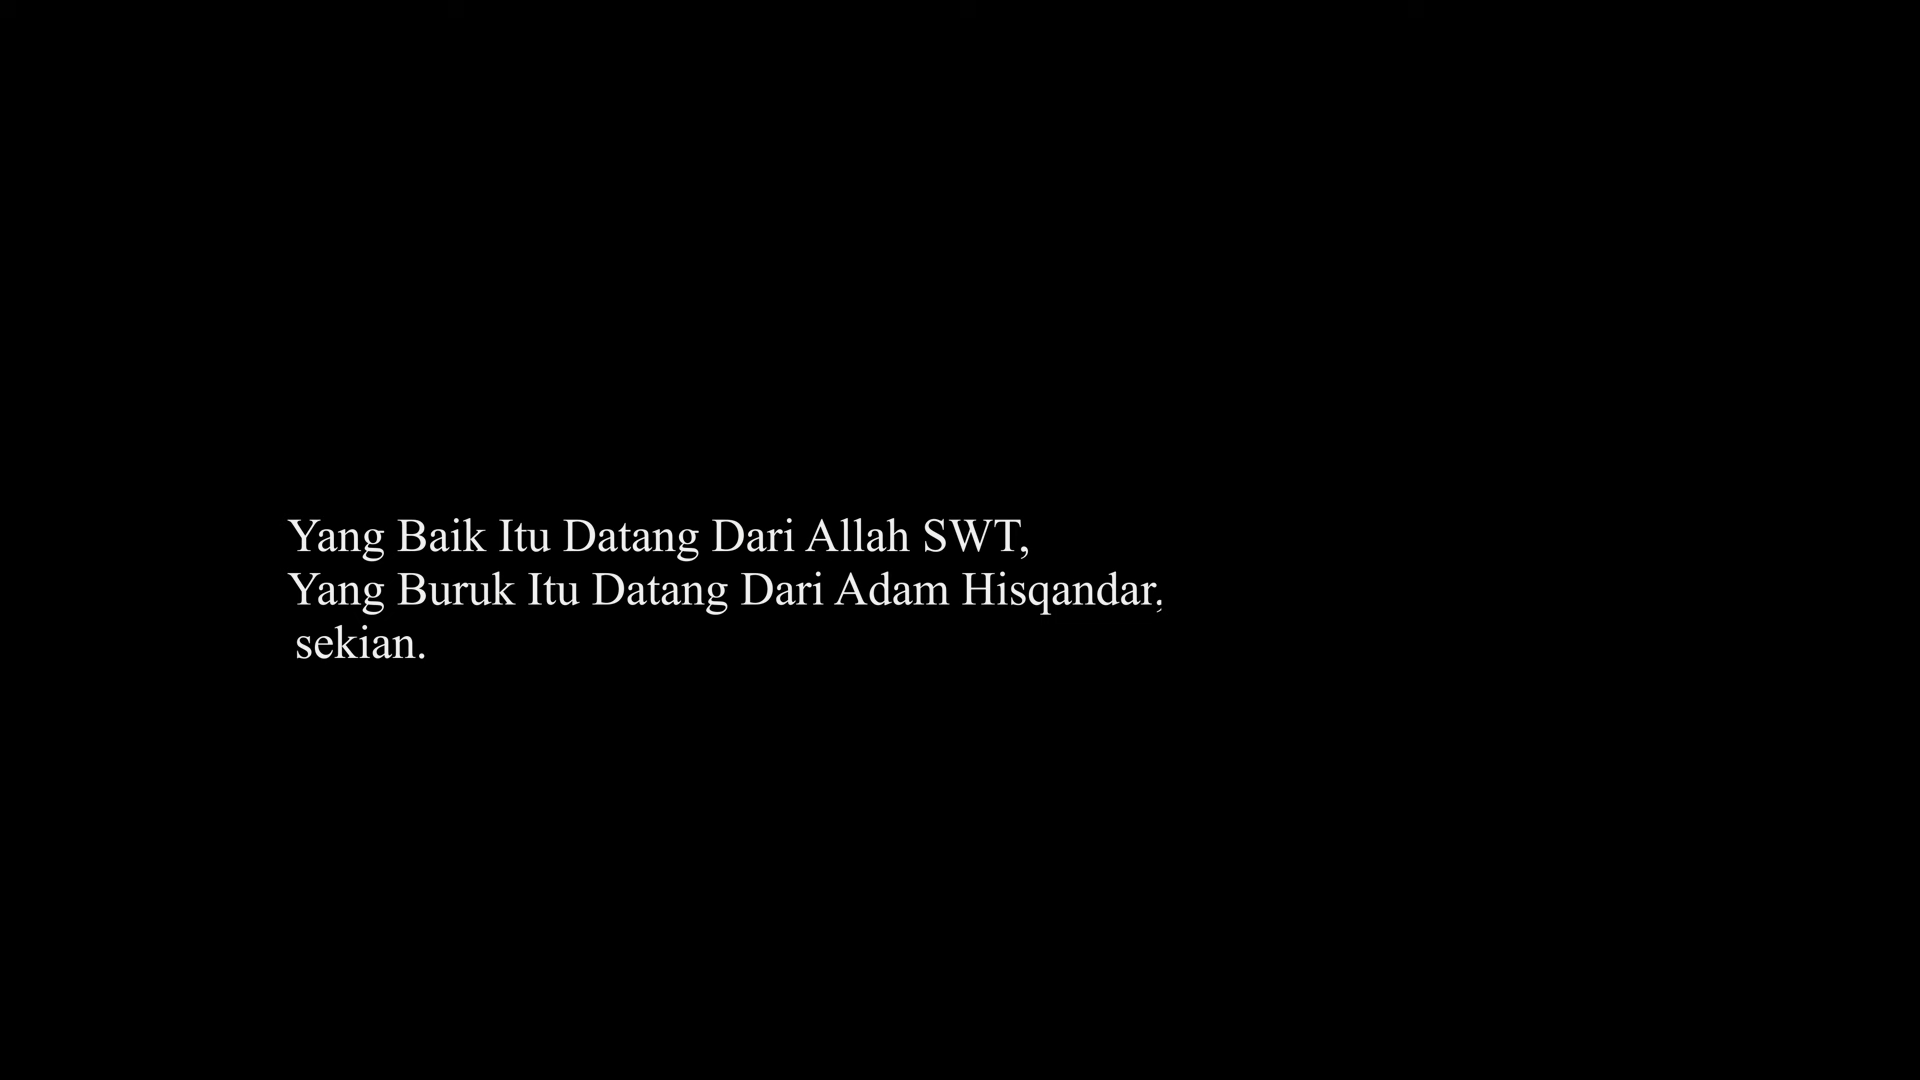 Yang Baik Itu Datang Dari Allah SWT,
Yang Buruk Itu Datang Dari Adam Hisqandar,
sekian.